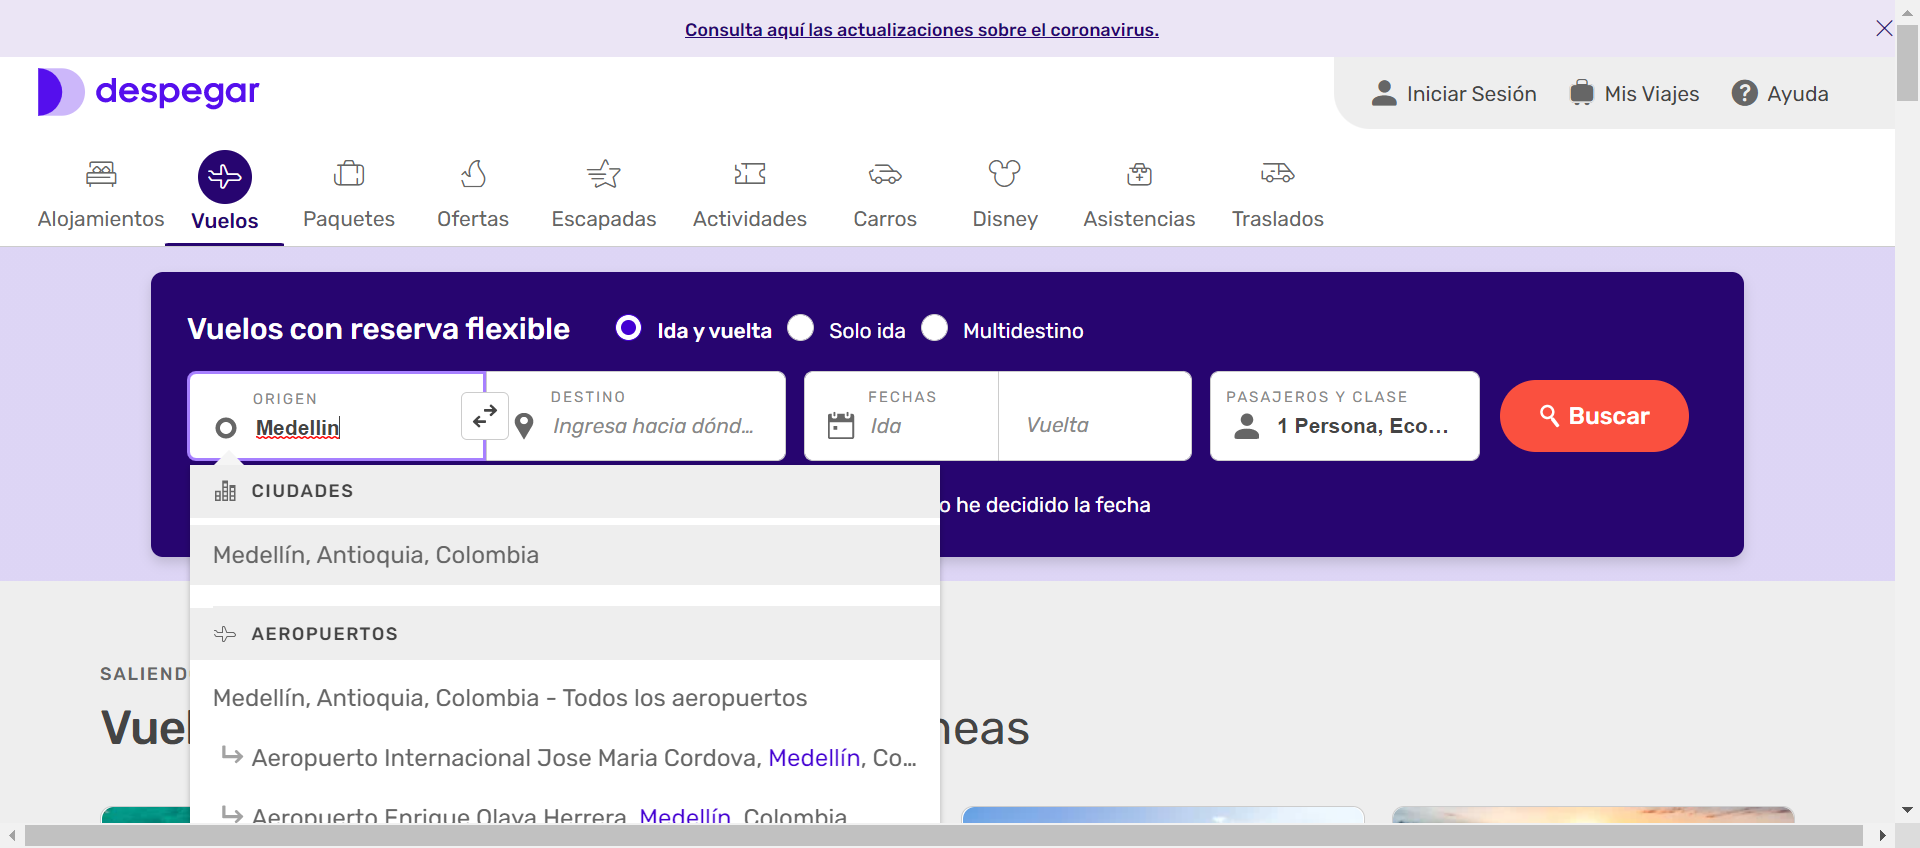 Consulta aquí las actualizaciones sobre el coronavirus.
despegar
Iniciar Sesión
Mis Viajes
Ayuda
Alojamientos
Vuelos
Paquetes
Ofertas
Escapadas
Actividades
Carros
Disney
Asistencias
Traslados
Vuelos con reserva flexible
Ida y vuelta
Solo ida
Multidestino
ORIGEN
Medellin
DESTINO
Ingresa hacia dónd...
FECHAS
Ida
Vuelta
PASAJEROS Y CLASE
1 Persona, Eco...
Buscar
o he decidido la fecha
CIUDADES
Medellín, Antioquia, Colombia
AEROPUERTOS
Medellín, Antioquia, Colombia - Todos los aeropuertos
Aeropuerto Internacional Jose Maria Cordova, Medellín, Co...
Aeropuerto Enrique Olaya Herrera, Medellín, Colombia
SALIEND
Vuel
neas